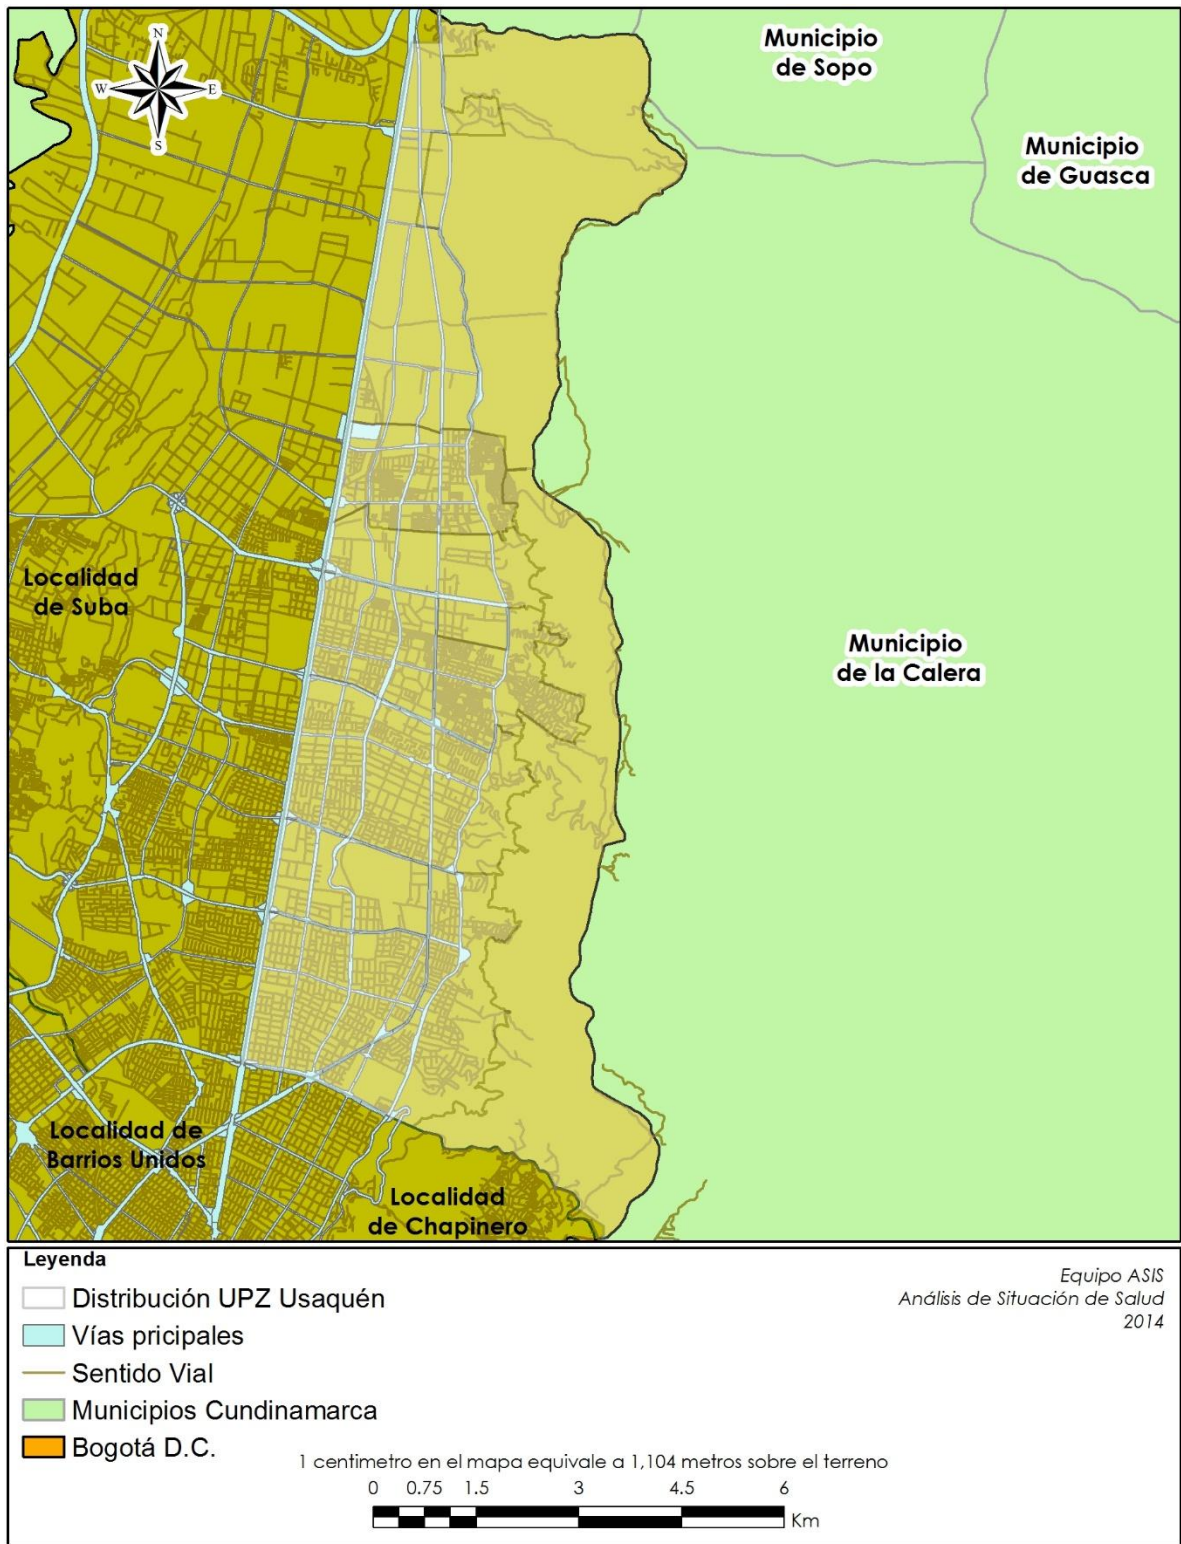 N
W E
S
Municipio
de Sopo
Municipio
de Guasca
Localidad
de Suba
Municipio
de la Calera
Localidad de
Barrios Unidos
Localidad
de Chapinero
Leyenda
Distribución UPZ Usaquén
Vías pricipales
Sentido Vial
Municipios Cundinamarca
Bogotá D.C.
Equipo ASIS
Análisis de Situación de Salud
2014
1 centimetro en el mapa equivale a 1,104 metros sobre el terreno
0 0.75 1.5 3 4.5 6
Km